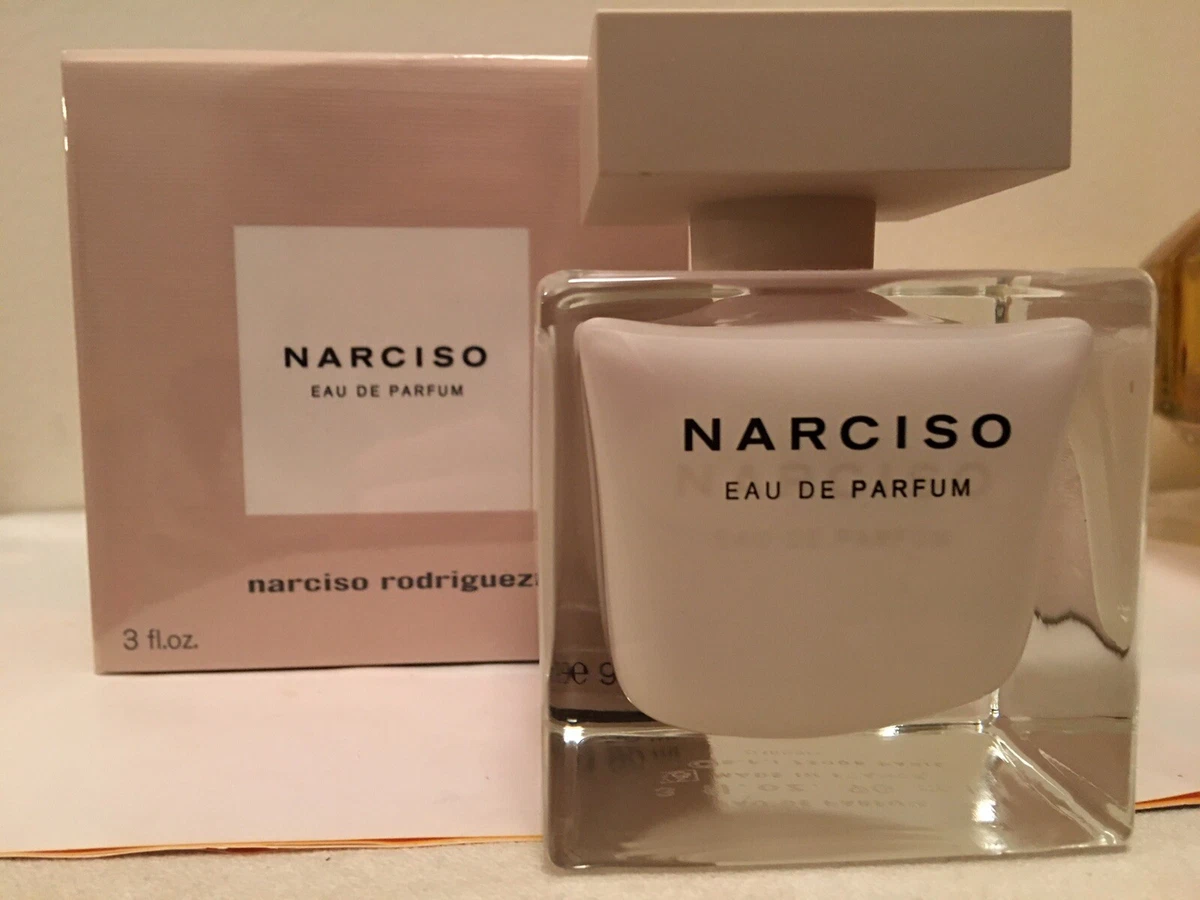 NARCISO
EAU DE PARFUM
narciso rodriguez
3 fl.oz.
NARCISO
EAU DE PARFUM